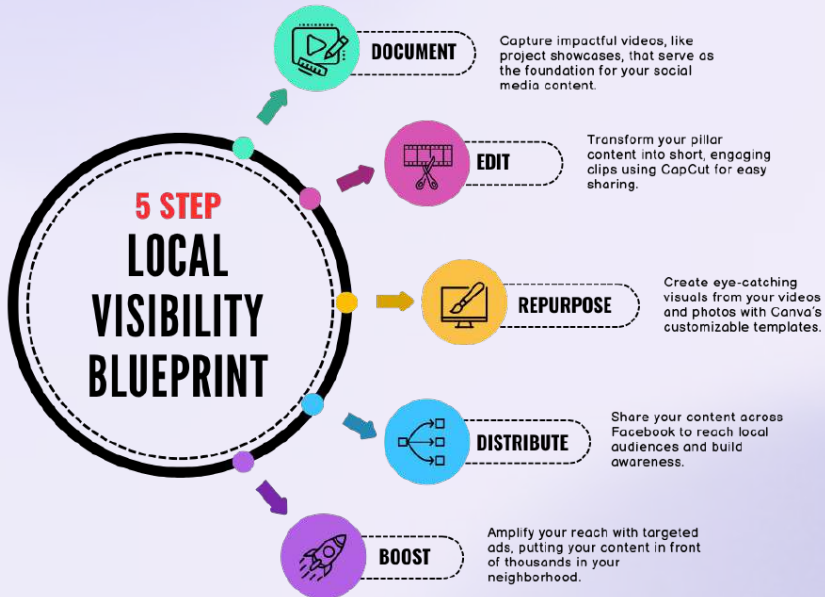 5 STEP
LOCAL
VISIBILITY
BLUEPRINT
DOCUMENT
Capture impactful videos, like
project showcases, that serve as
the foundation for your social
media content.
EDIT
Transform your pillar
content into short, engaging
clips using CapCut for easy
sharing.
REPURPOSE
Create eye-catching
visuals from your videos
and photos with Canva's
customizable templates.
DISTRIBUTE
Share your content across
Facebook to reach local
audiences and build
awareness.
BOOST
Amplify your reach with targeted
ads, putting your content in front
of thousands in your
neighborhood.